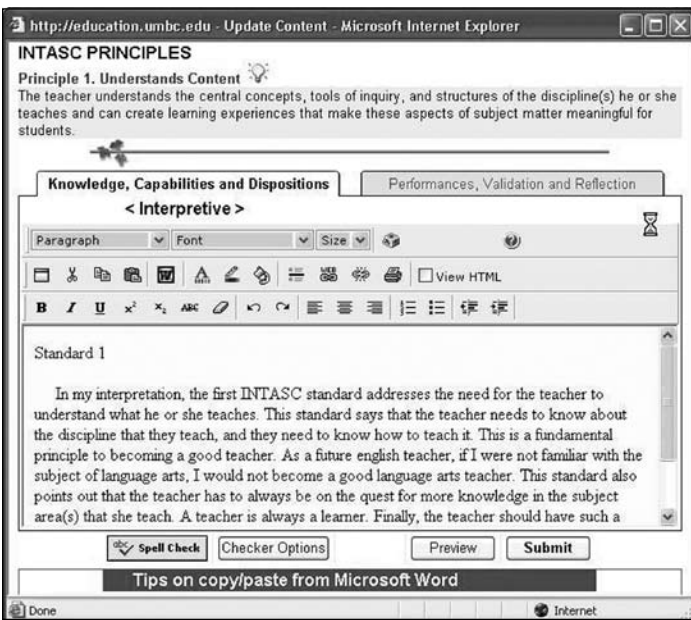 http://education.umbc.edu - Update Content - Microsoft Internet Explorer
INTASC PRINCIPLES
Principle 1. Understands Content
The teacher understands the central concepts, tools of inquiry, and structures of the discipline(s) he or she
teaches and can create learning experiences that make these aspects of subject matter meaningful for
students.
Knowledge, Capabilities and Dispositions
Performances, Validation and Reflection
< Interpretive >
Paragraph
Font
Size
View HTML
B I U x² x₂ ABC
Standard 1
In my interpretation, the first INTASC standard addresses the need for the teacher to
understand what he or she teaches. This standard says that the teacher needs to know about
the discipline that they teach, and they need to know how to teach it. This is a fundamental
principle to becoming a good teacher. As a future english teacher, if I were not familiar with the
subject of language arts, I would not become a good language arts teacher. This standard also
points out that the teacher has to always be on the quest for more knowledge in the subject
area(s) that she teach. A teacher is always a learner. Finally, the teacher should have such a
Spell Check
Checker Options
Preview
Submit
Tips on copy/paste from Microsoft Word
Done
Internet